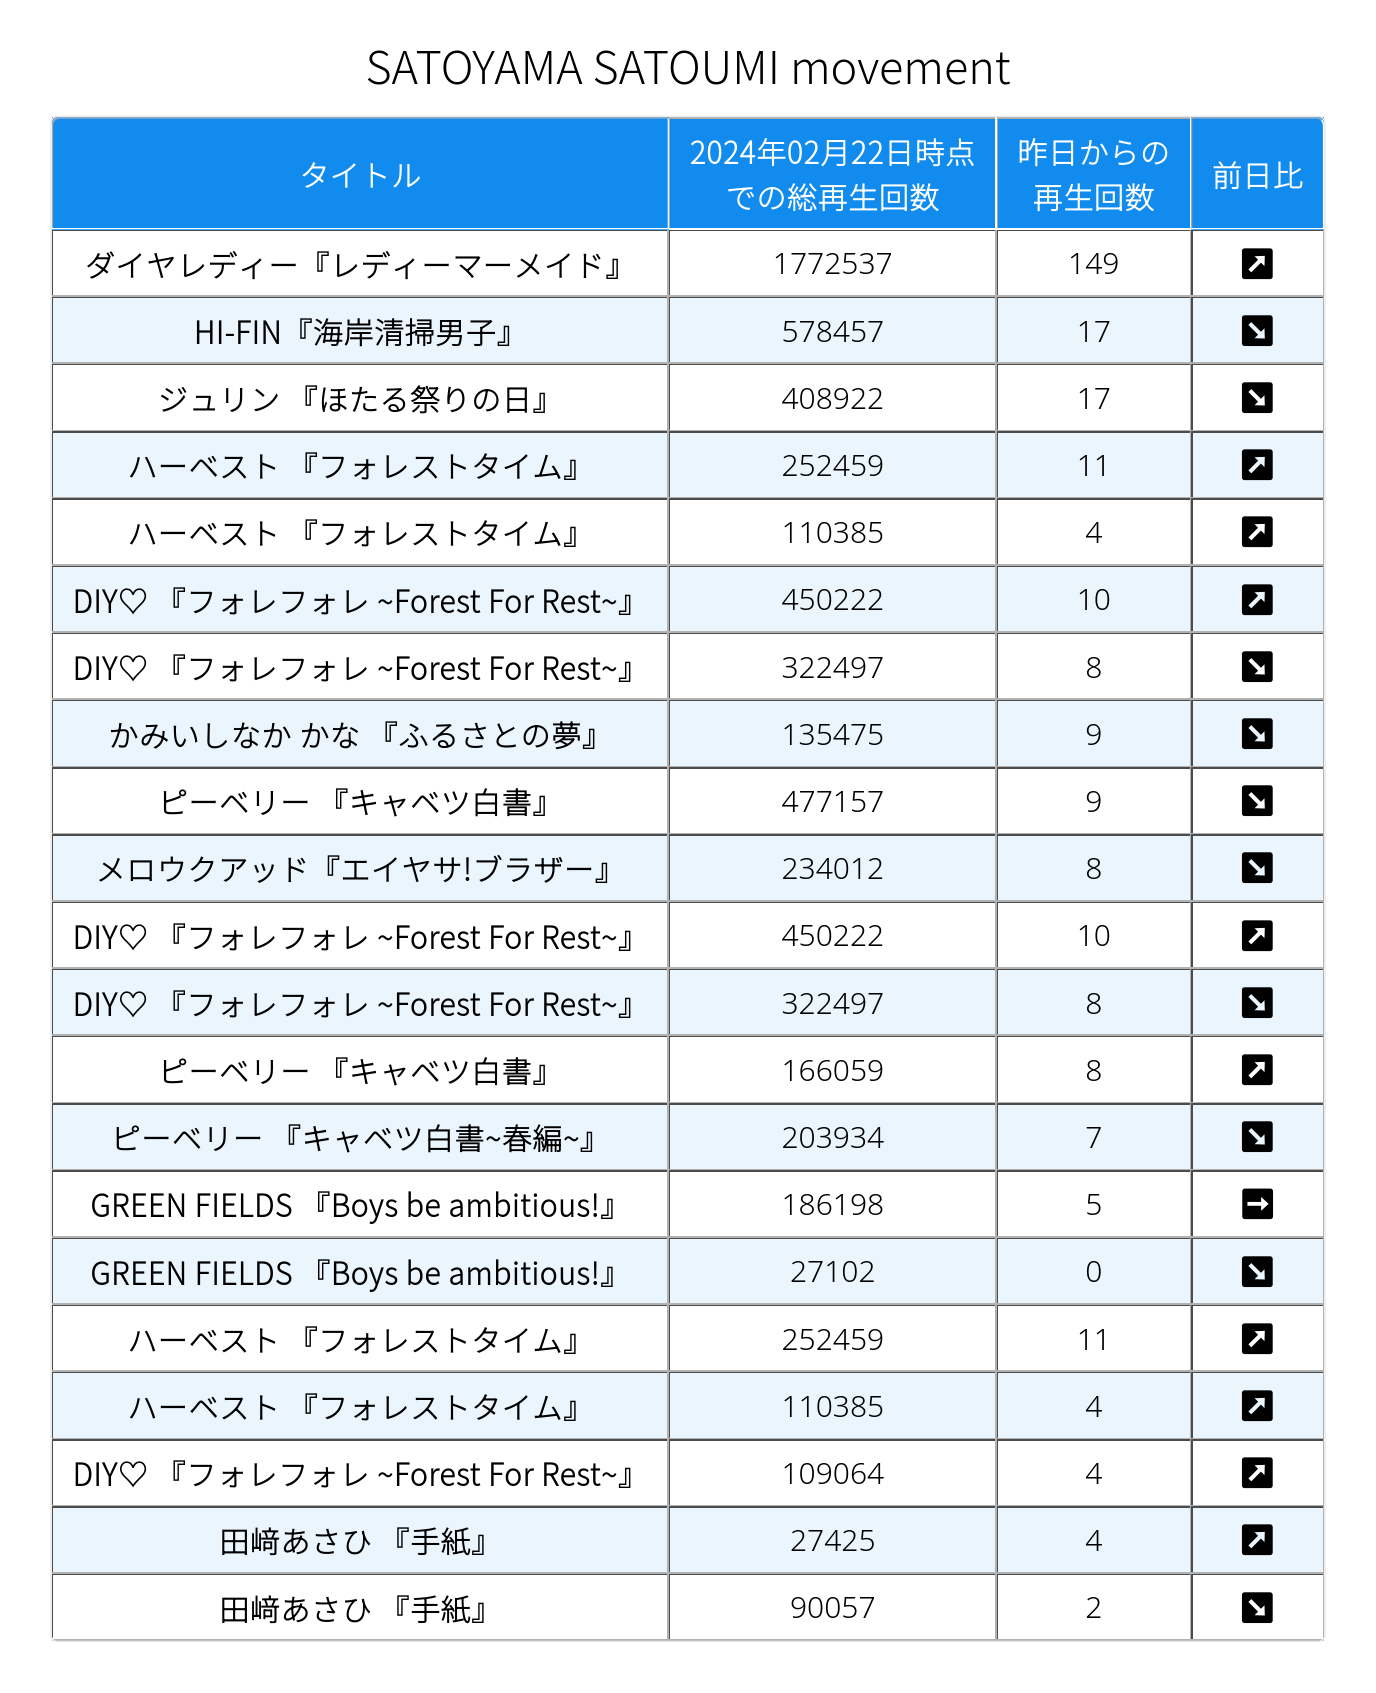 SATOYAMA SATOUMI movement
タイトル 2024年02月22日時点での総再生回数 昨日からの再生回数 前日比
ダイヤレディー『レディーマーメイド』 1772537 149 ↗
HI-FIN『海岸清掃男子』 578457 17 ↘
ジュリン 『ほたる祭りの日』 408922 17 ↘
ハーベスト 『フォレストタイム』 252459 11 ↗
ハーベスト 『フォレストタイム』 110385 4 ↗
DIY♡ 『フォレフォレ ~Forest For Rest~』 450222 10 ↗
DIY♡ 『フォレフォレ ~Forest For Rest~』 322497 8 ↘
かみいしなか かな 『ふるさとの夢』 135475 9 ↘
ピーベリー 『キャベツ白書』 477157 9 ↘
メロウクアッド『エイヤサ!ブラザー』 234012 8 ↘
DIY♡ 『フォレフォレ ~Forest For Rest~』 450222 10 ↗
DIY♡ 『フォレフォレ ~Forest For Rest~』 322497 8 ↘
ピーベリー 『キャベツ白書』 166059 8 ↗
ピーベリー 『キャベツ白書~春編~』 203934 7 ↘
GREEN FIELDS 『Boys be ambitious!』 186198 5 →
GREEN FIELDS 『Boys be ambitious!』 27102 0 ↘
ハーベスト 『フォレストタイム』 252459 11 ↗
ハーベスト 『フォレストタイム』 110385 4 ↗
DIY♡ 『フォレフォレ ~Forest For Rest~』 109064 4 ↗
田﨑あさひ 『手紙』 27425 4 ↗
田﨑あさひ 『手紙』 90057 2 ↘